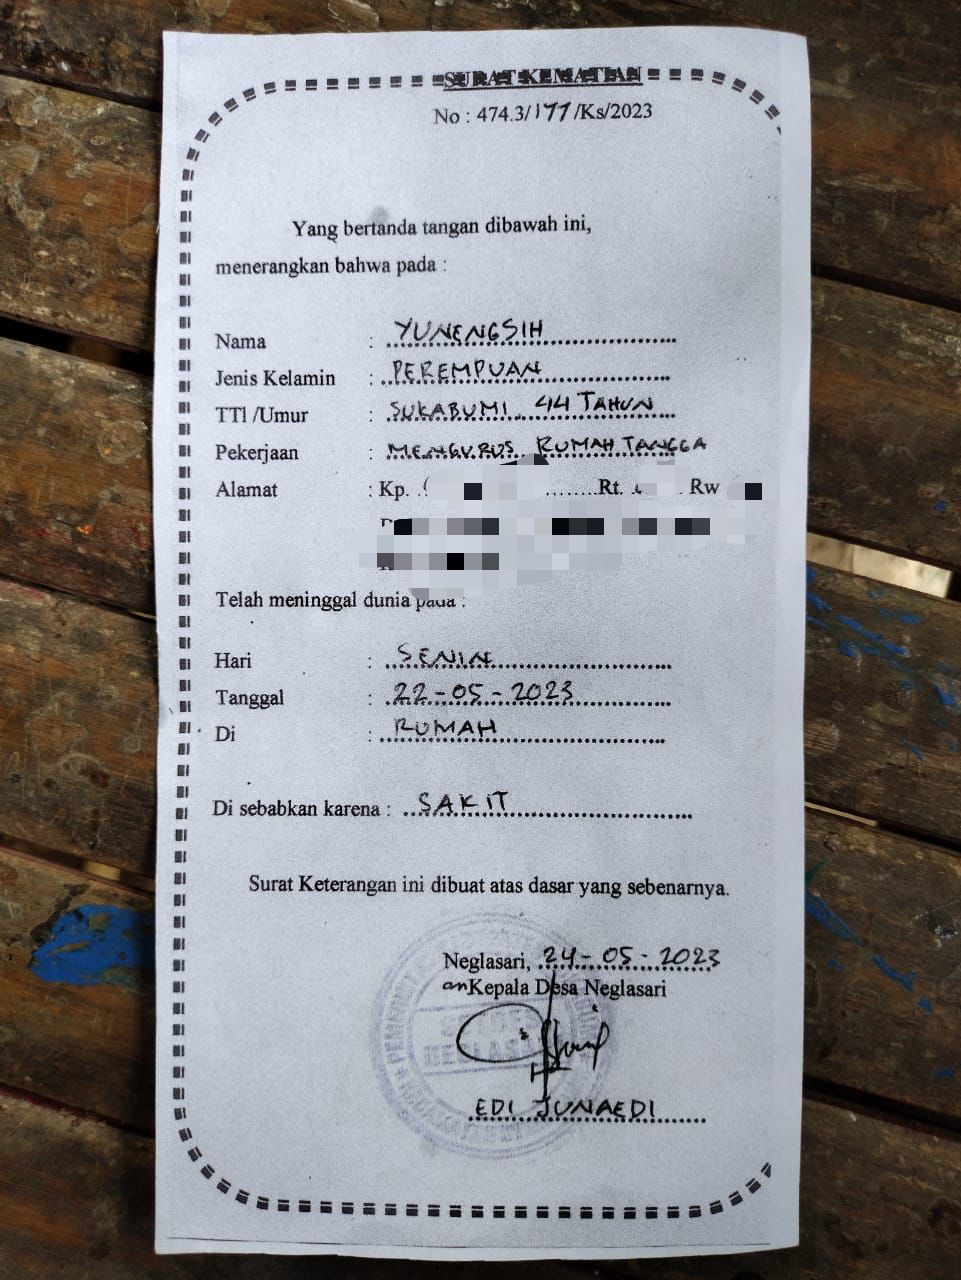 SURAT KEMATIAN
No : 474.3/177/Ks/2023
Yang bertanda tangan dibawah ini,
menerangkan bahwa pada :
Nama : YUNENGSIH
Jenis Kelamin : PEREMPUAN
TTl /Umur : SUKABUMI 44 TAHUN
Pekerjaan : MENGURUS RUMAH TANGGA
Alamat : Kp. Rt. Rw
Telah meninggal dunia pada :
Hari : SENIN
Tanggal : 22-05-2023
Di : RUMAH
Di sebabkan karena : SAKIT
Surat Keterangan ini dibuat atas dasar yang sebenarnya.
Neglasari, 24-05-2023
an Kepala Desa Neglasari
EDI JUNAEDI